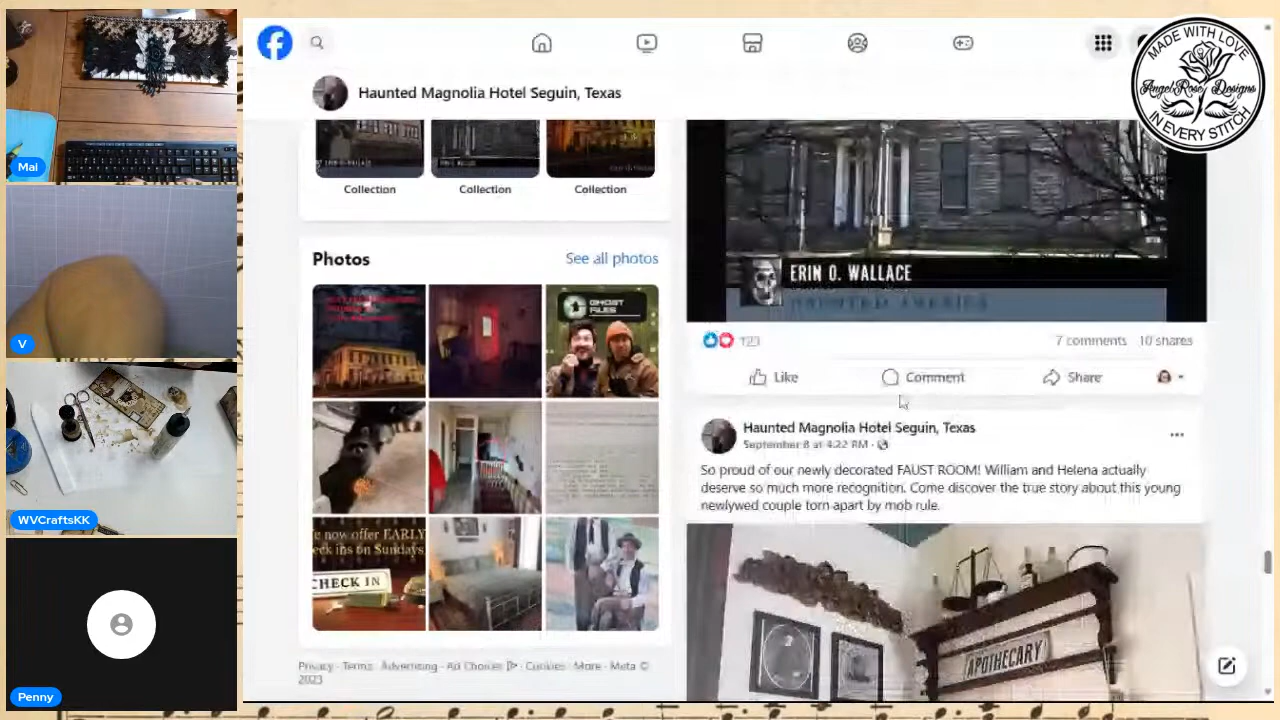 Mai
V
WVCraftsKK
Penny
Haunted Magnolia Hotel Seguin, Texas
MADE WITH LOVE
AngelRose Designs
IN EVERY STITCH
Collection
Collection
Collection
Photos
See all photos
GHOST
FILES
e now offer EARLY
eck ins on Sundays
CHECK IN
Privacy · Terms · Advertising · Ad Choices · Cookies · More · Meta ©
2023
ERIN O. WALLACE
HAUNTED AMERICA
123
7 comments 10 shares
Like Comment Share
Haunted Magnolia Hotel Seguin, Texas
September 8 at 4:22 PM ·
So proud of our newly decorated FAUST ROOM! William and Helena actually
deserve so much more recognition. Come discover the true story about this young
newlywed couple torn apart by mob rule.
APOTHECARY